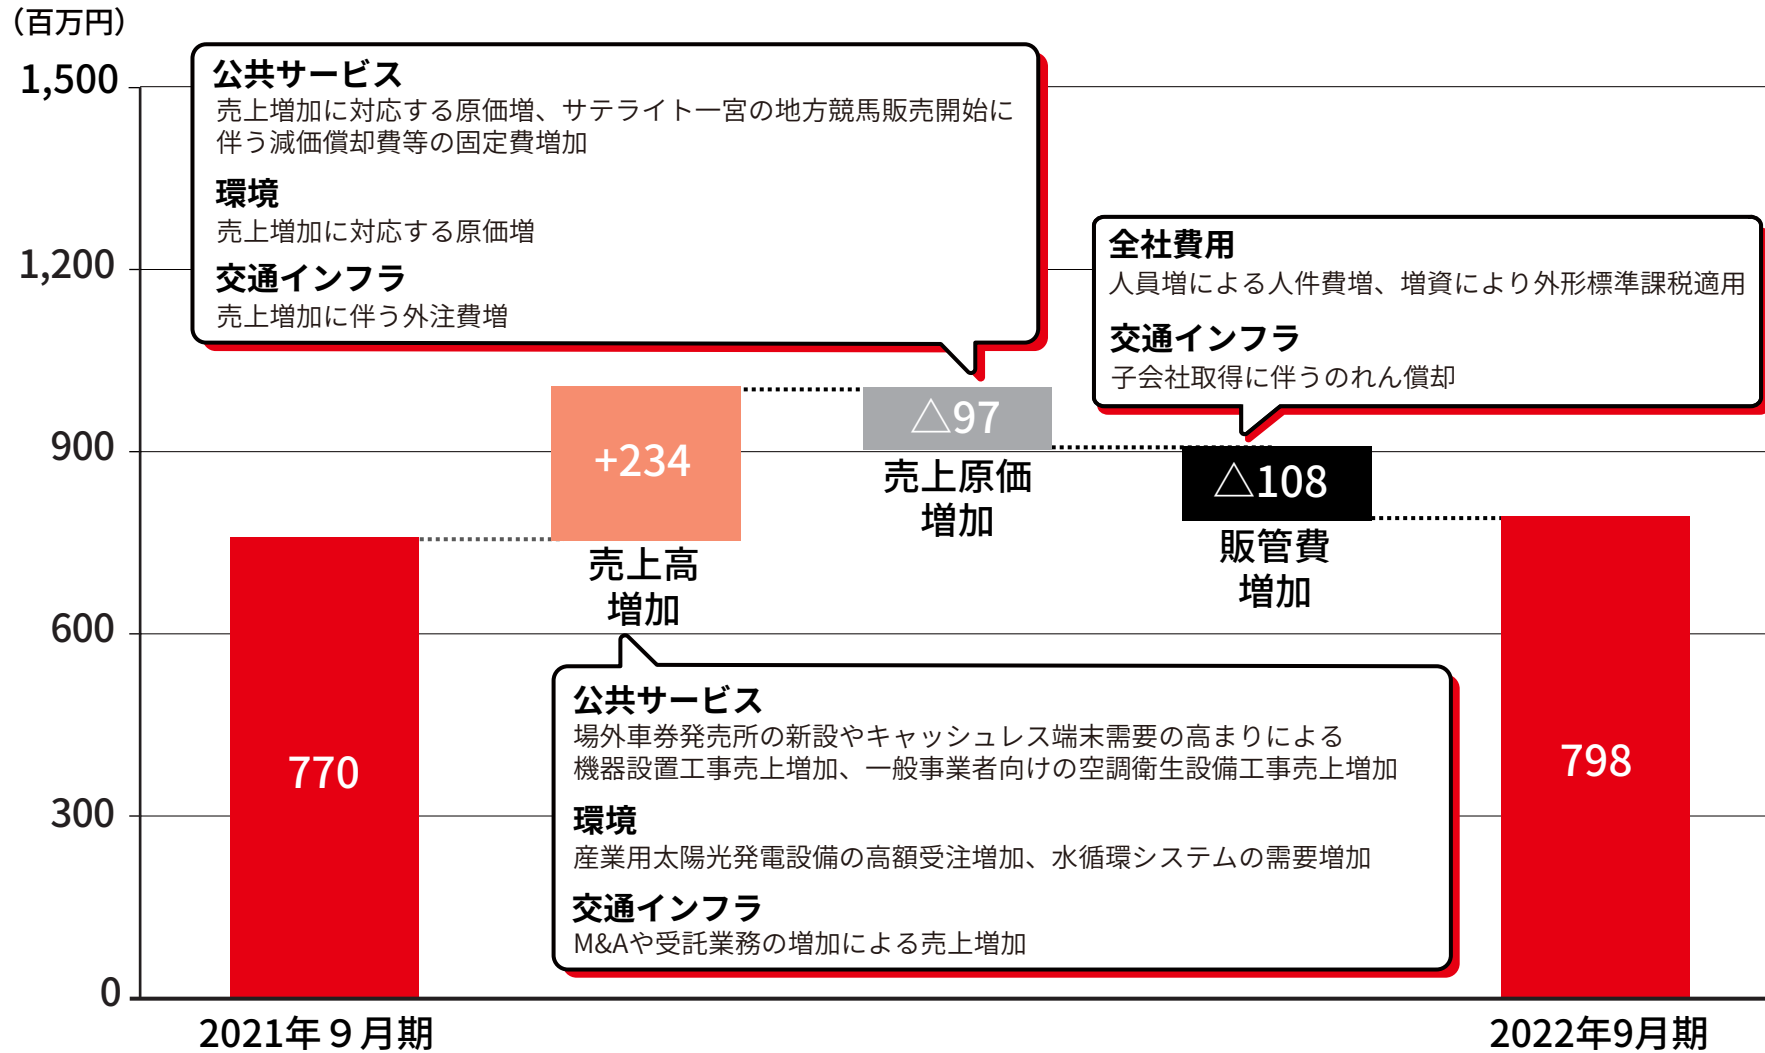 （百万円）
1,500
1,200
900
600
300
0
公共サービス
売上増加に対応する原価増、サテライト一宮の地方競馬販売開始に
伴う減価償却費等の固定費増加
環境
売上増加に対応する原価増
交通インフラ
売上増加に伴う外注費増
全社費用
人員増による人件費増、増資により外形標準課税適用
交通インフラ
子会社取得に伴うのれん償却
770
+234
売上高
増加
△97
売上原価
増加
△108
販管費
増加
798
公共サービス
場外車券発売所の新設やキャッシュレス端末需要の高まりによる
機器設置工事売上増加、一般事業者向けの空調衛生設備工事売上増加
環境
産業用太陽光発電設備の高額受注増加、水循環システムの需要増加
交通インフラ
M&Aや受託業務の増加による売上増加
2021年９月期
2022年9月期